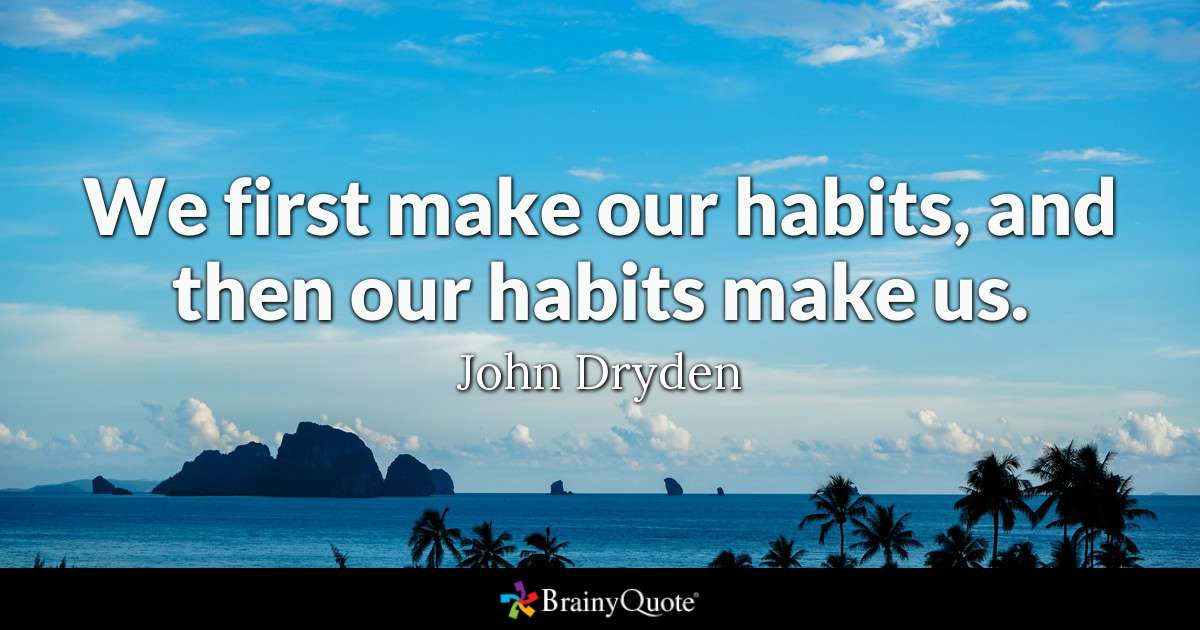 We first make our habits, and
then our habits make us.
John Dryden
BrainyQuote®